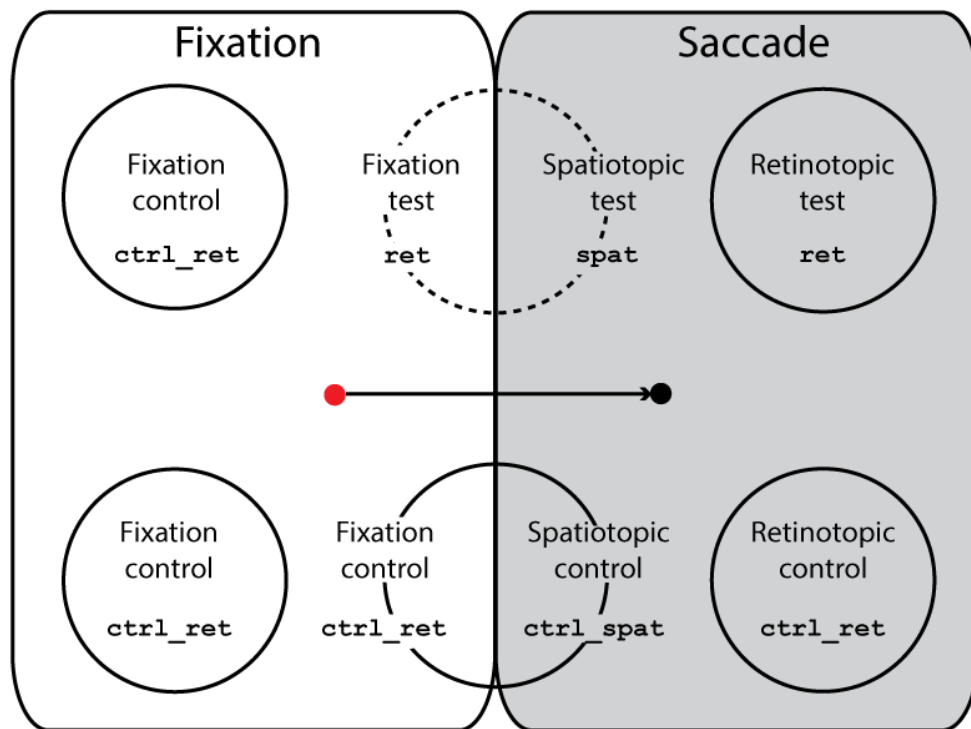 Fixation
Saccade
Fixation
control
ctrl_ret
Fixation
test
ret
Spatiotopic
test
spat
Retinotopic
test
ret
Fixation
control
ctrl_ret
Fixation
control
ctrl_ret
Spatiotopic
control
ctrl_spat
Retinotopic
control
ctrl_ret